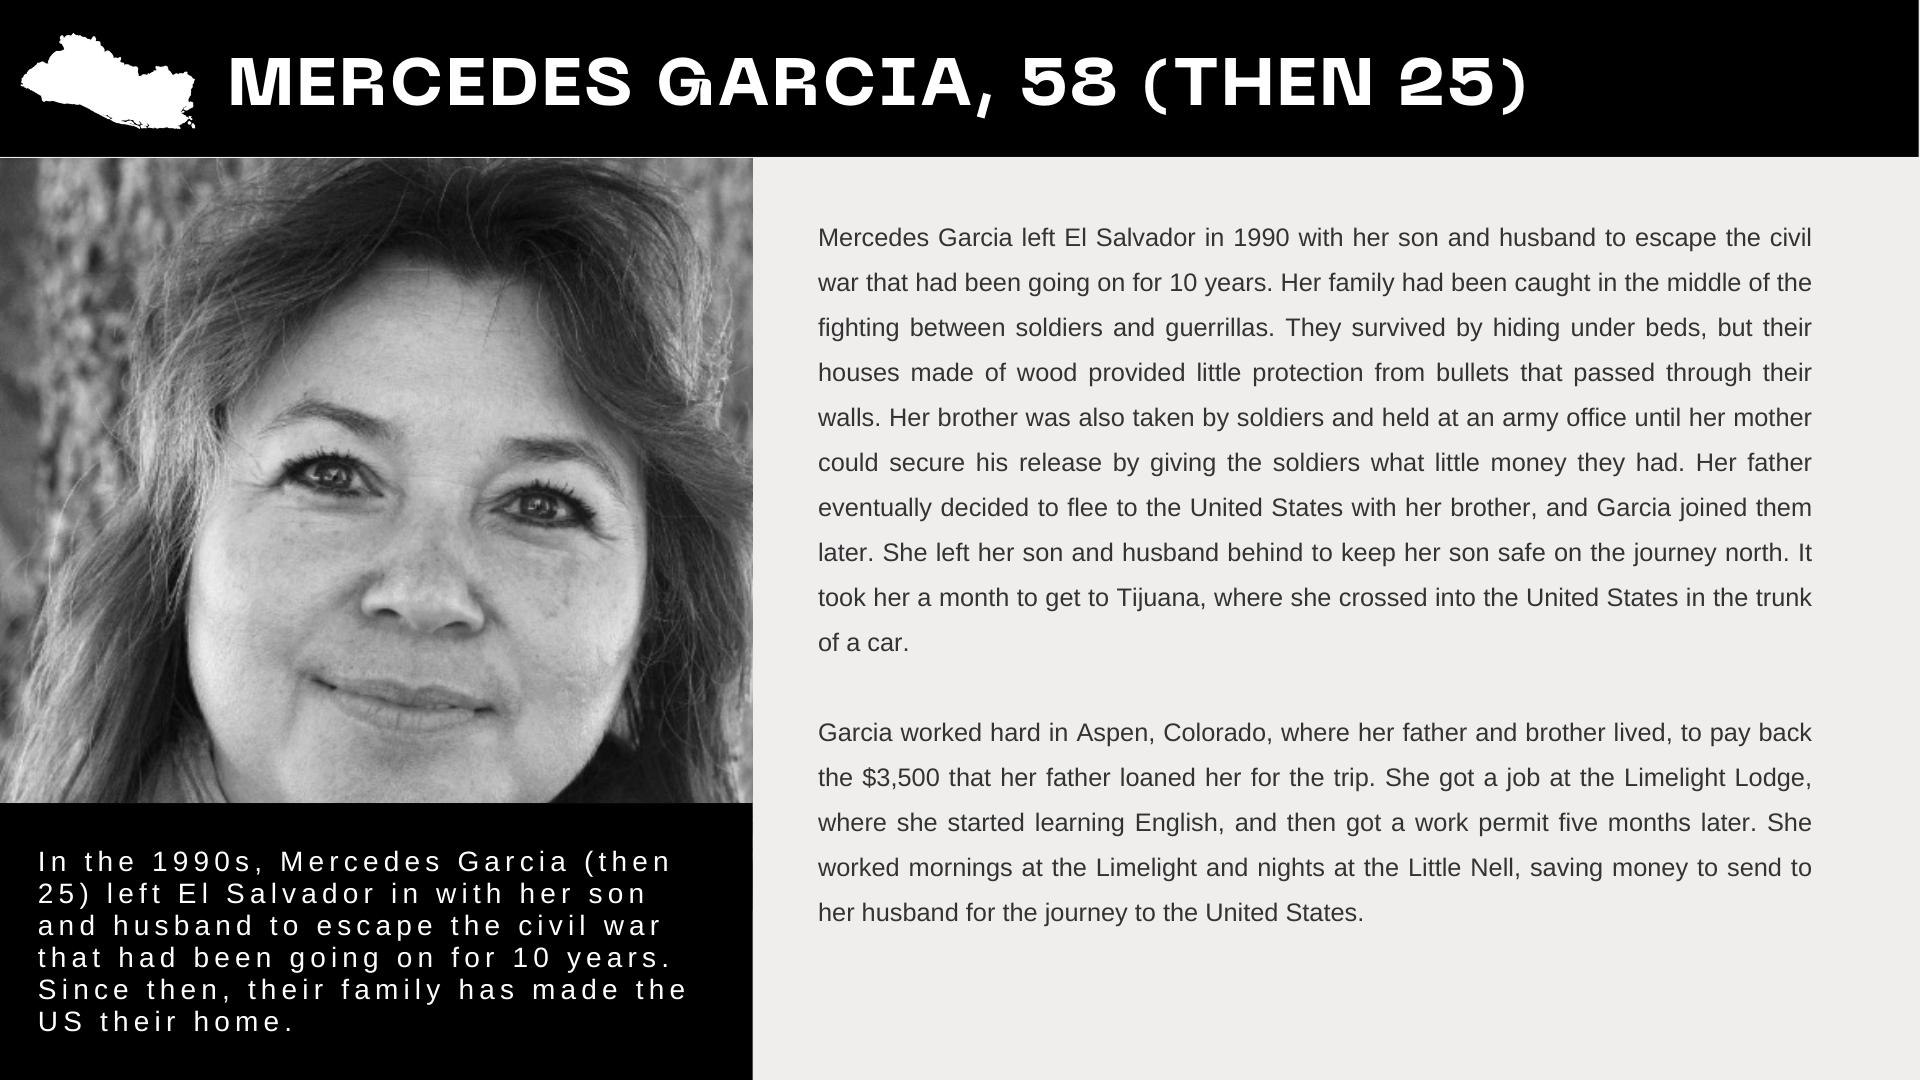 MERCEDES GARCIA, 58 (THEN 25)
Mercedes Garcia left El Salvador in 1990 with her son and husband to escape the civil
war that had been going on for 10 years. Her family had been caught in the middle of the
fighting between soldiers and guerrillas. They survived by hiding under beds, but their
houses made of wood provided little protection from bullets that passed through their
walls. Her brother was also taken by soldiers and held at an army office until her mother
could secure his release by giving the soldiers what little money they had. Her father
eventually decided to flee to the United States with her brother, and Garcia joined them
later. She left her son and husband behind to keep her son safe on the journey north. It
took her a month to get to Tijuana, where she crossed into the United States in the trunk
of a car.
Garcia worked hard in Aspen, Colorado, where her father and brother lived, to pay back
the $3,500 that her father loaned her for the trip. She got a job at the Limelight Lodge,
where she started learning English, and then got a work permit five months later. She
worked mornings at the Limelight and nights at the Little Nell, saving money to send to
her husband for the journey to the United States.
In the 1990s, Mercedes Garcia (then
25) left El Salvador in with her son
and husband to escape the civil war
that had been going on for 10 years.
Since then, their family has made the
US their home.